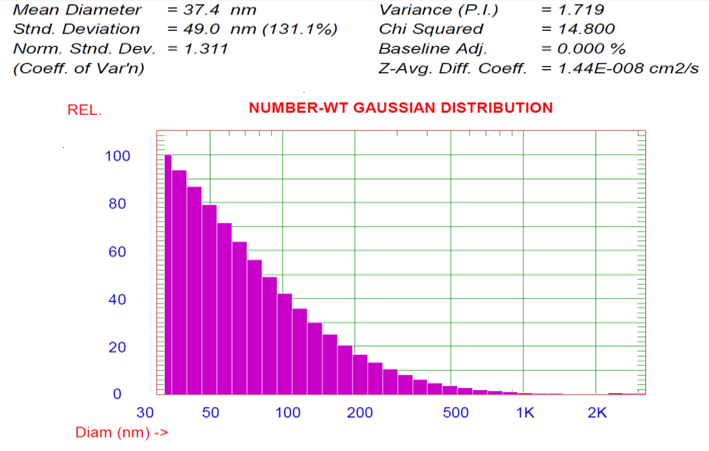 Mean Diameter = 37.4 nm Variance (P.I.) = 1.719
Stnd. Deviation = 49.0 nm (131.1%) Chi Squared = 14.800
Norm. Stnd. Dev. = 1.311 Baseline Adj. = 0.000 %
(Coeff. of Var'n) Z-Avg. Diff. Coeff. = 1.44E-008 cm2/s
REL. NUMBER-WT GAUSSIAN DISTRIBUTION
100
80
60
40
20
0
30 50 100 200 500 1K 2K
Diam (nm) ->